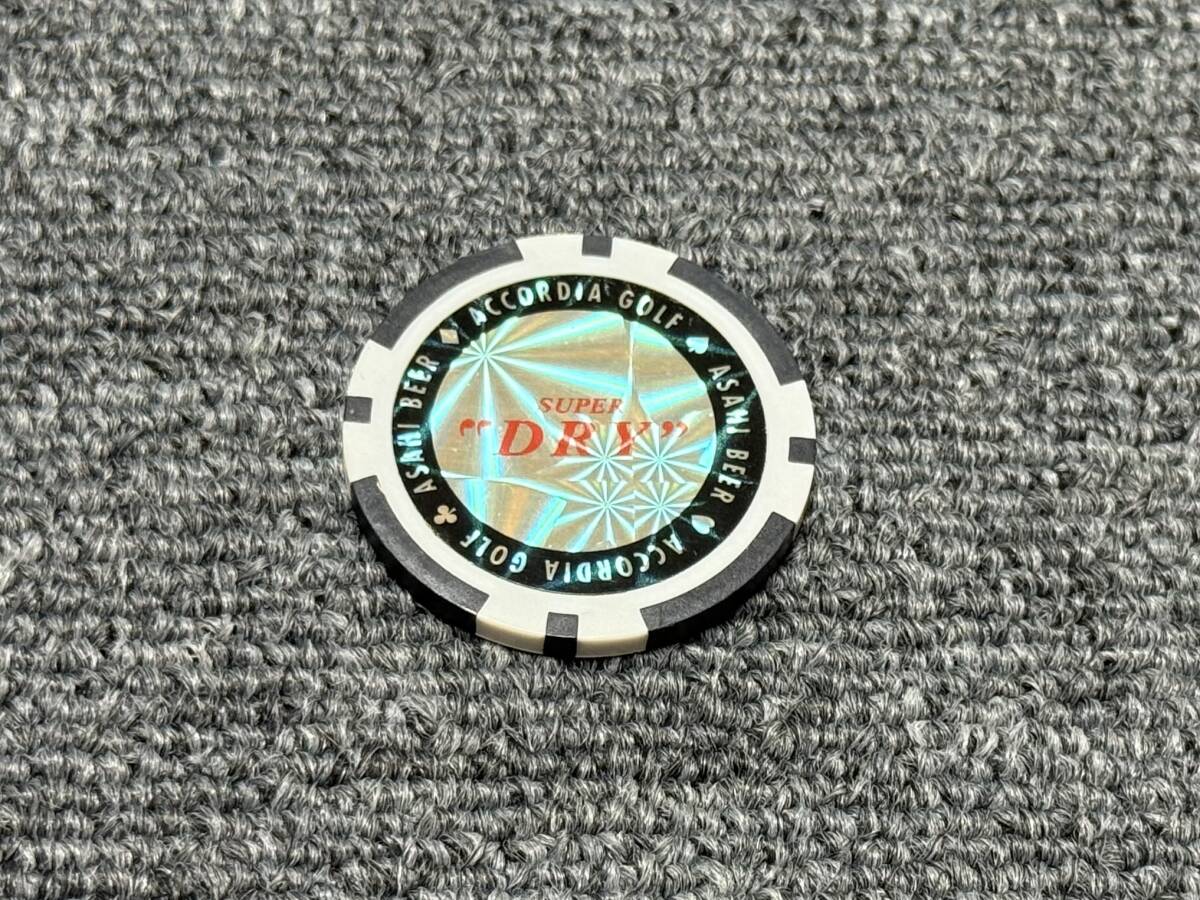 ACCORDIA GOLF
ASAHI BEER
ACCORDIA GOLF
ASAHI BEER
SUPER
"DRY"